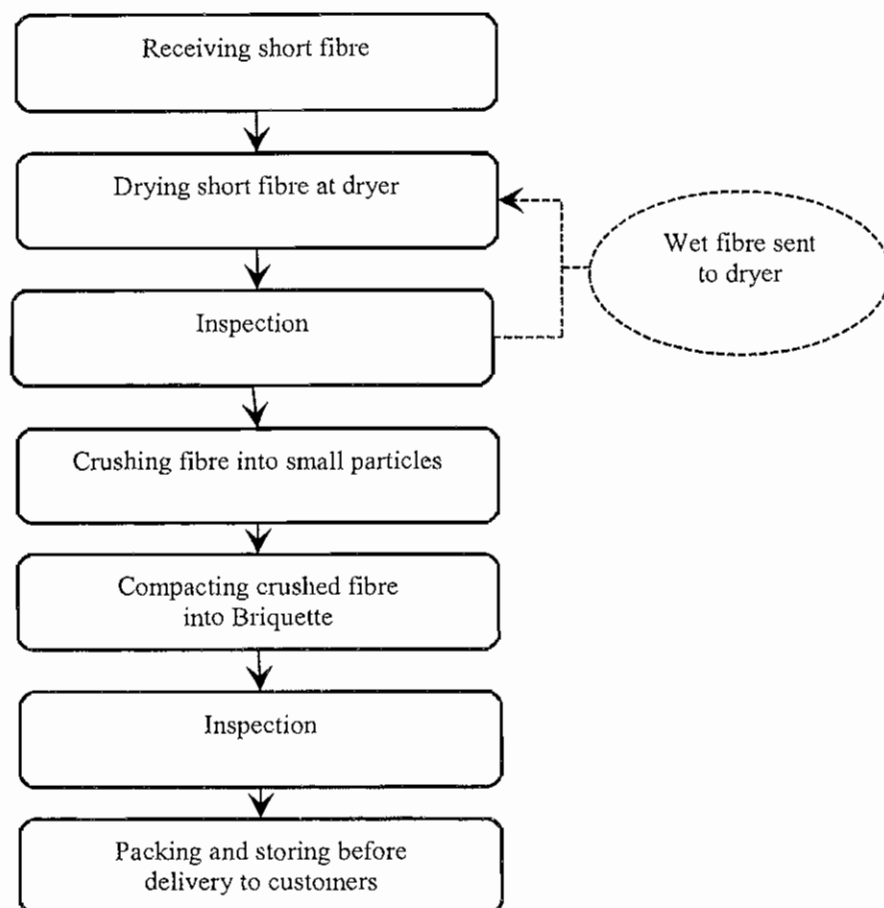 Receiving short fibre
Drying short fibre at dryer
Wet fibre sent
to dryer
Inspection
Crushing fibre into small particles
Compacting crushed fibre
into Briquette
Inspection
Packing and storing before
delivery to customers